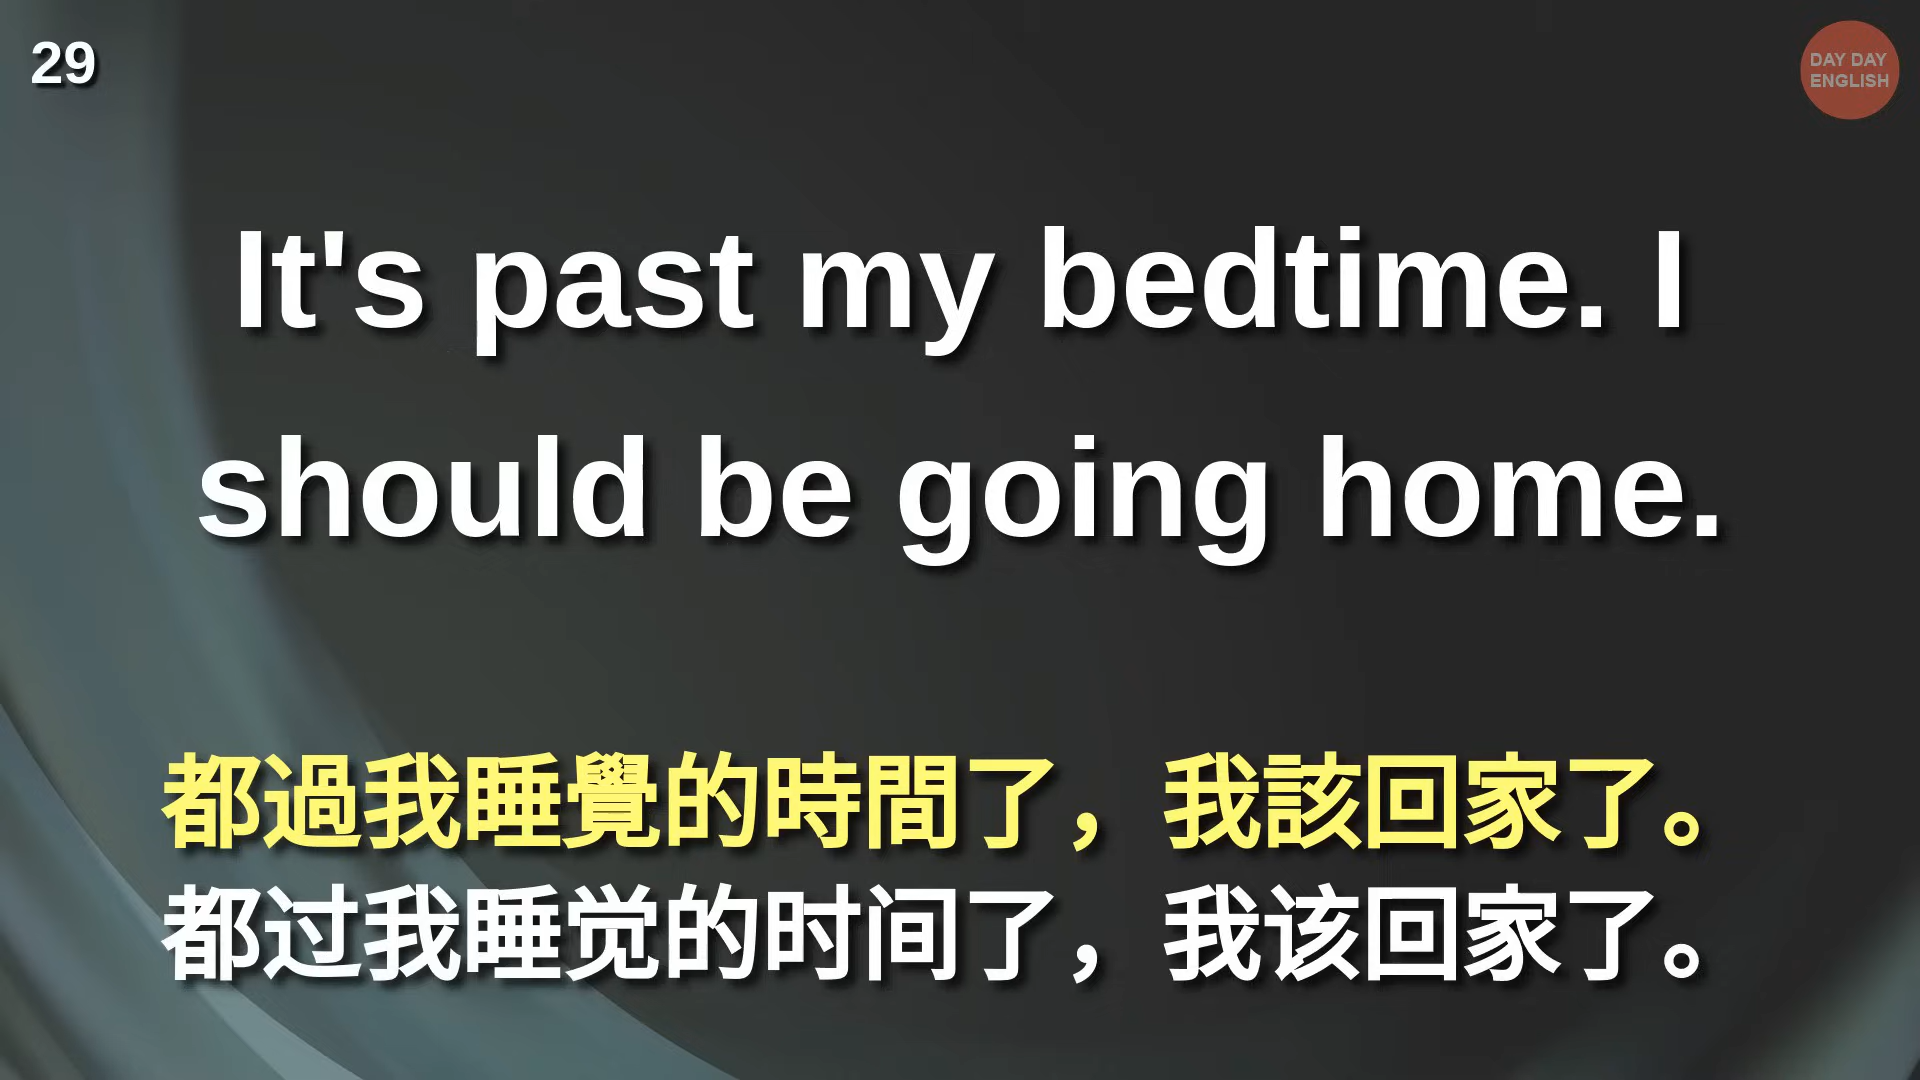 29
DAY DAY
ENGLISH
It's past my bedtime. I
should be going home.
都過我睡覺的時間了，我該回家了。
都过我睡觉的时间了，我该回家了。